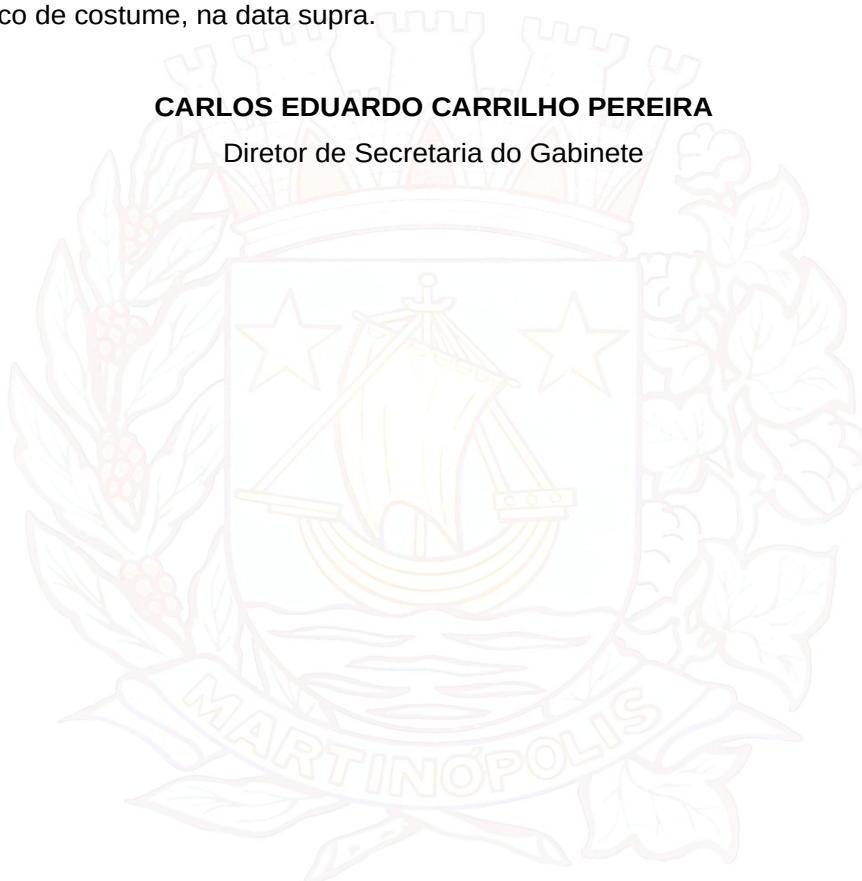 co de costume, na data supra.
CARLOS EDUARDO CARRILHO PEREIRA
Diretor de Secretaria do Gabinete
MARTINÓPOLIS